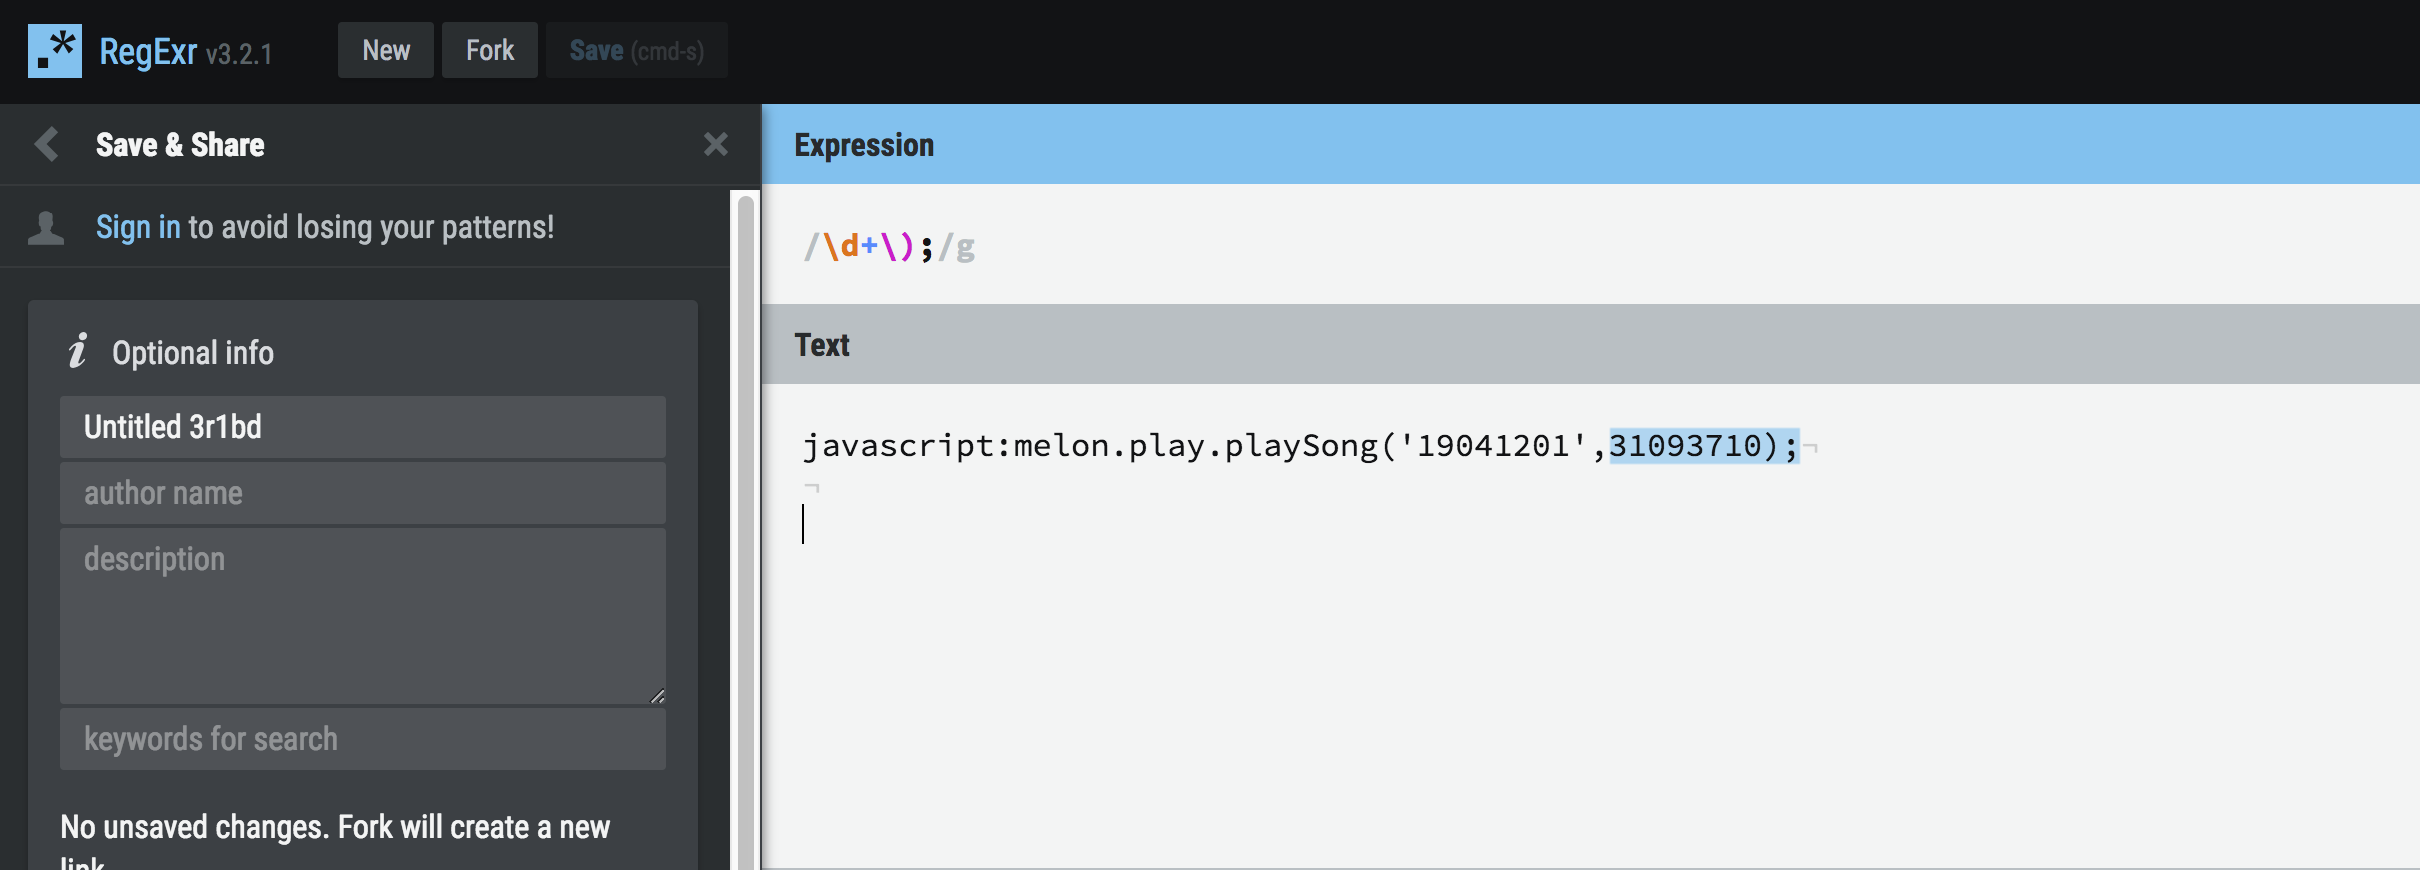 .*
RegExr v3.2.1
New
Fork
Save (cmd-s)
Save & Share
Sign in to avoid losing your patterns!
i Optional info
Untitled 3r1bd
author name
description
keywords for search
No unsaved changes. Fork will create a new
link
Expression
/\d+\);/g
Text
javascript:melon.play.playSong('19041201',31093710);¬
¬